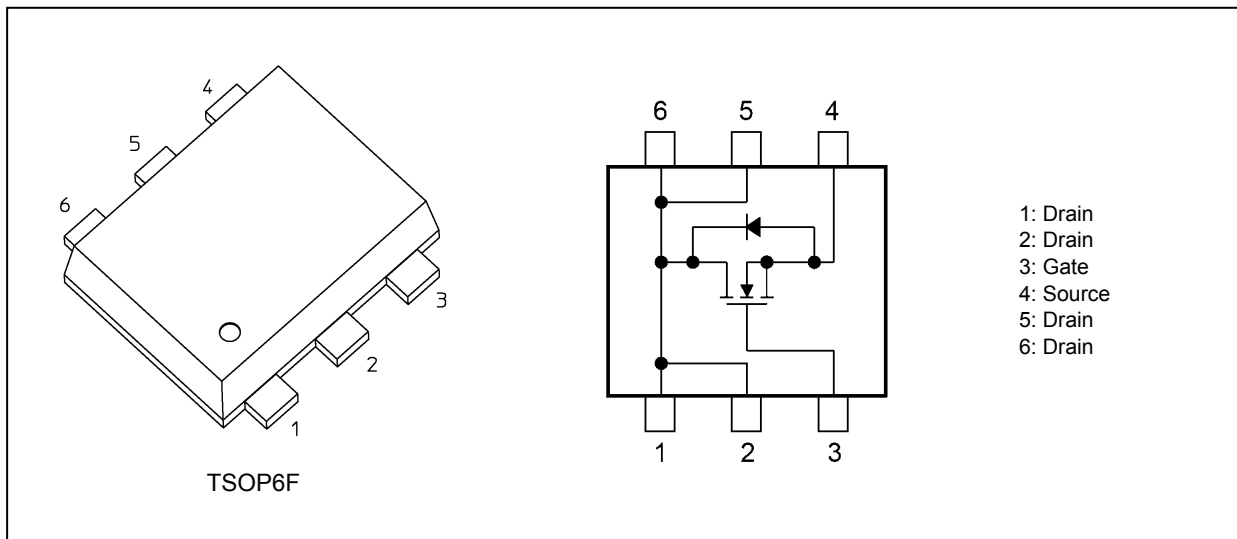 4
5
6
3
2
1
TSOP6F
6 5 4
1 2 3
1: Drain
2: Drain
3: Gate
4: Source
5: Drain
6: Drain